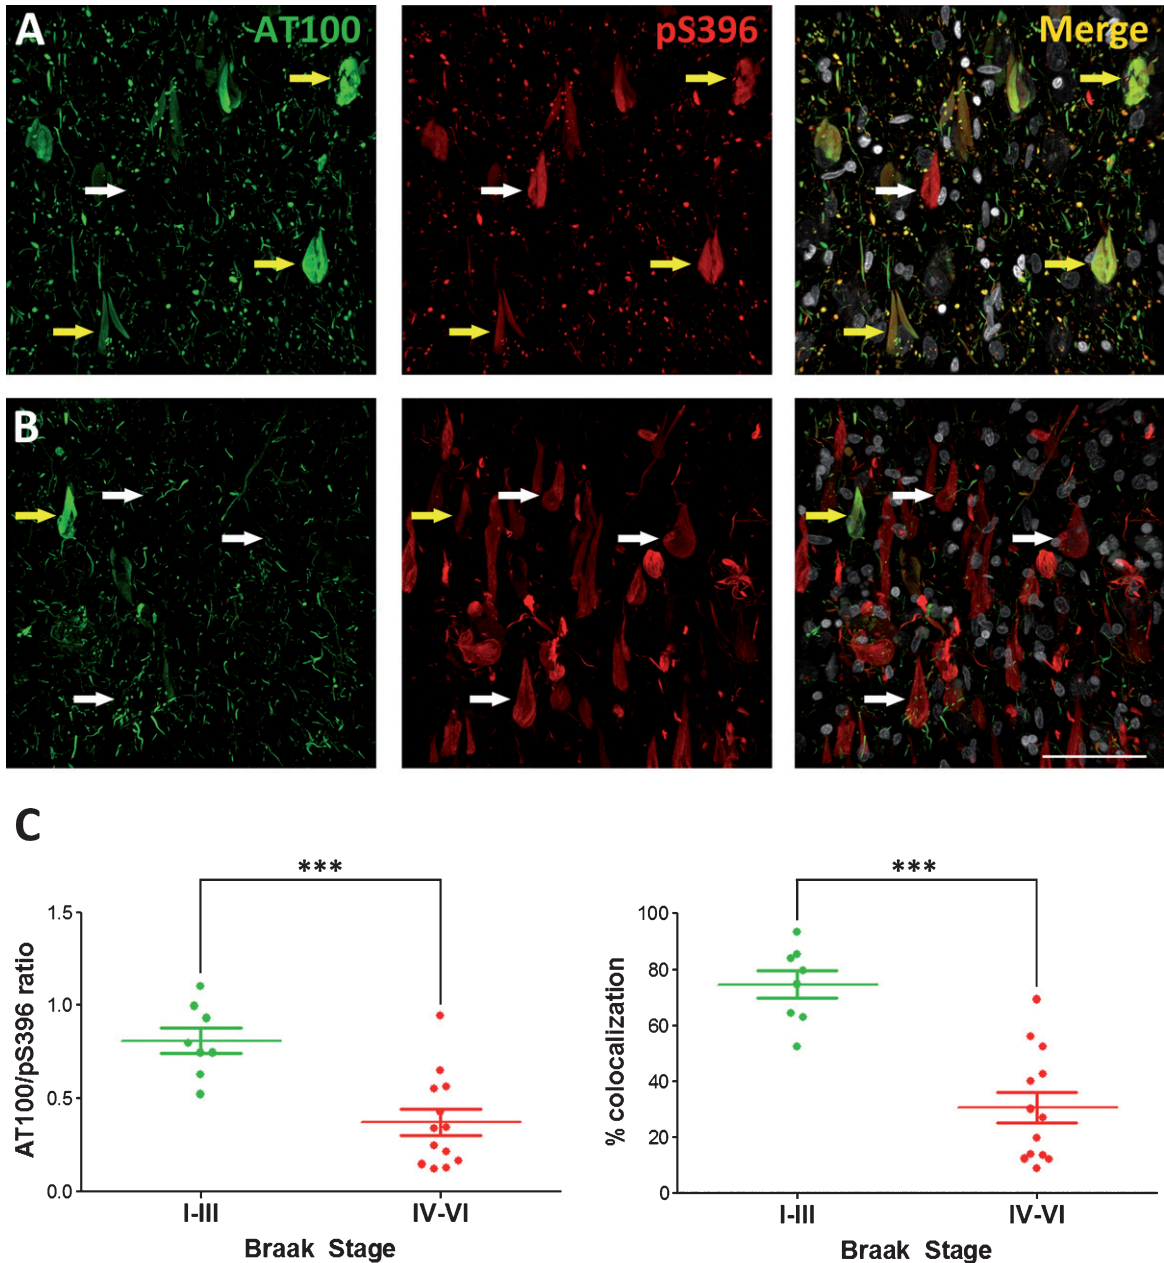 A
AT100
pS396
Merge
B
C
***
1.5
1.0
0.5
0.0
AT100/pS396 ratio
I-III
IV-VI
Braak Stage
***
100
80
60
40
20
0
% colocalization
I-III
IV-VI
Braak Stage